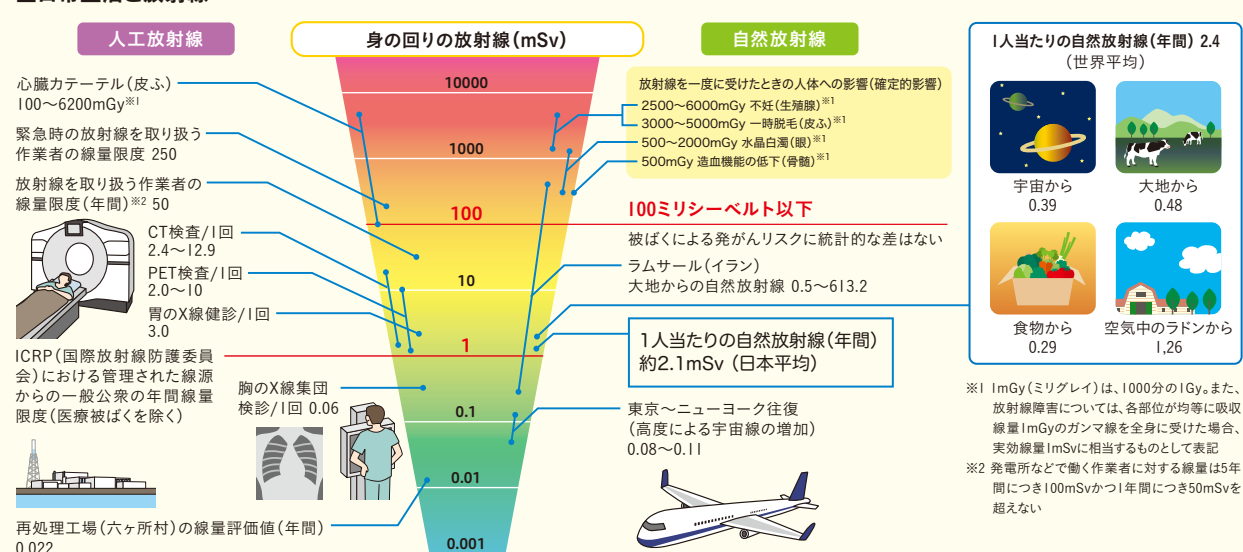 人工放射線
身の回りの放射線(mSv)
自然放射線
心臓カテーテル(皮ふ)
100〜6200mGy※1
緊急時の放射線を取り扱う
作業者の線量限度 250
放射線を取り扱う作業者の
線量限度(年間)※2 50
CT検査/1回
2.4〜12.9
PET検査/1回
2.0〜10
胃のX線健診/1回
3.0
ICRP(国際放射線防護委員
会)における管理された線源
からの一般公衆の年間線量
限度(医療被ばくを除く)
胸のX線集団
検診/1回 0.06
再処理工場(六ヶ所村)の線量評価値(年間)
0.022
10000
1000
100
10
1
0.1
0.01
0.001
放射線を一度に受けたときの人体への影響(確定的影響)
2500〜6000mGy 不妊(生殖腺)※1
3000〜5000mGy 一時脱毛(皮ふ)※1
500〜2000mGy 水晶白濁(眼)※1
500mGy 造血機能の低下(骨髄)※1
100ミリシーベルト以下
被ばくによる発がんリスクに統計的な差はない
ラムサール(イラン)
大地からの自然放射線 0.5〜613.2
1人当たりの自然放射線(年間)
約2.1mSv (日本平均)
東京〜ニューヨーク往復
(高度による宇宙線の増加)
0.08〜0.11
1人当たりの自然放射線(年間) 2.4
(世界平均)
宇宙から
0.39
大地から
0.48
食物から
0.29
空気中のラドンから
1,26
※1 1mGy(ミリグレイ)は、1000分の1Gy。また、
放射線障害については、各部位が均等に吸収
線量1mGyのガンマ線を全身に受けた場合、
実効線量1mSvに相当するものとして表記
※2 発電所などで働く作業者に対する線量は5年
間につき100mSvかつ1年間につき50mSvを
超えない